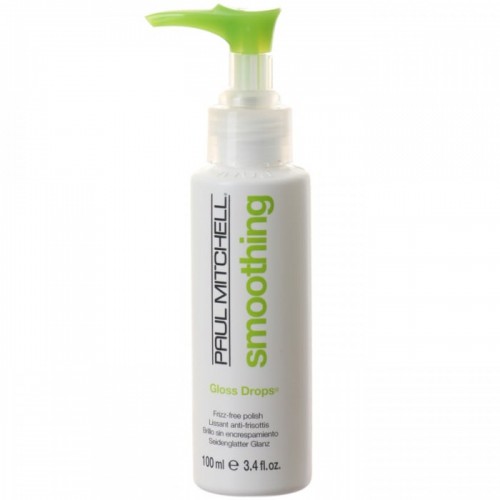 PAUL MITCHELL
smoothing
Gloss Drops®
Frizz-free polish
Lissant anti-frisottis
Brillo sin encrespamiento
Seidenglatter Glanz
100 ml ℮ 3.4 fl.oz.